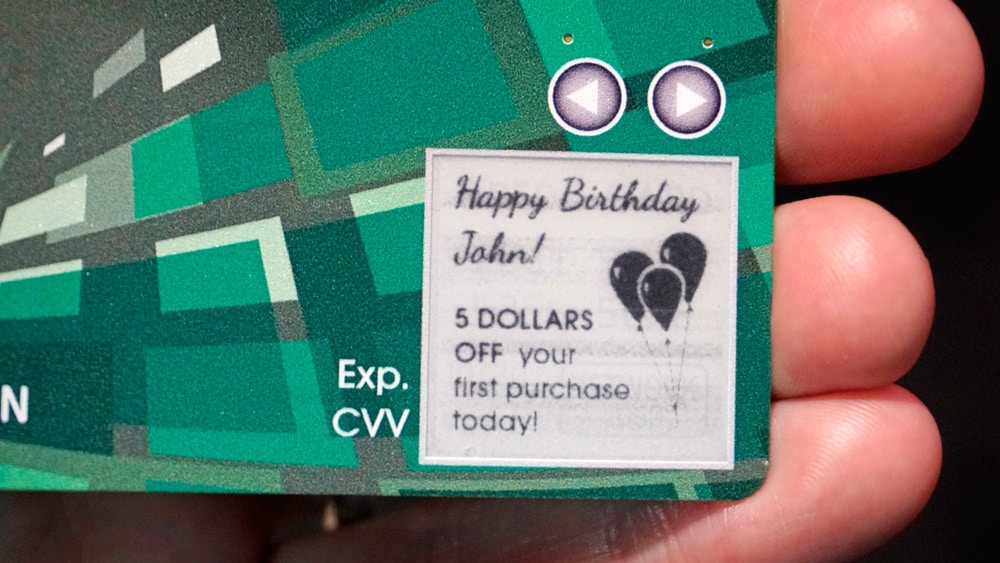 Happy Birthday
John!
5 DOLLARS
OFF your
first purchase
today!
Exp.
CVV
N